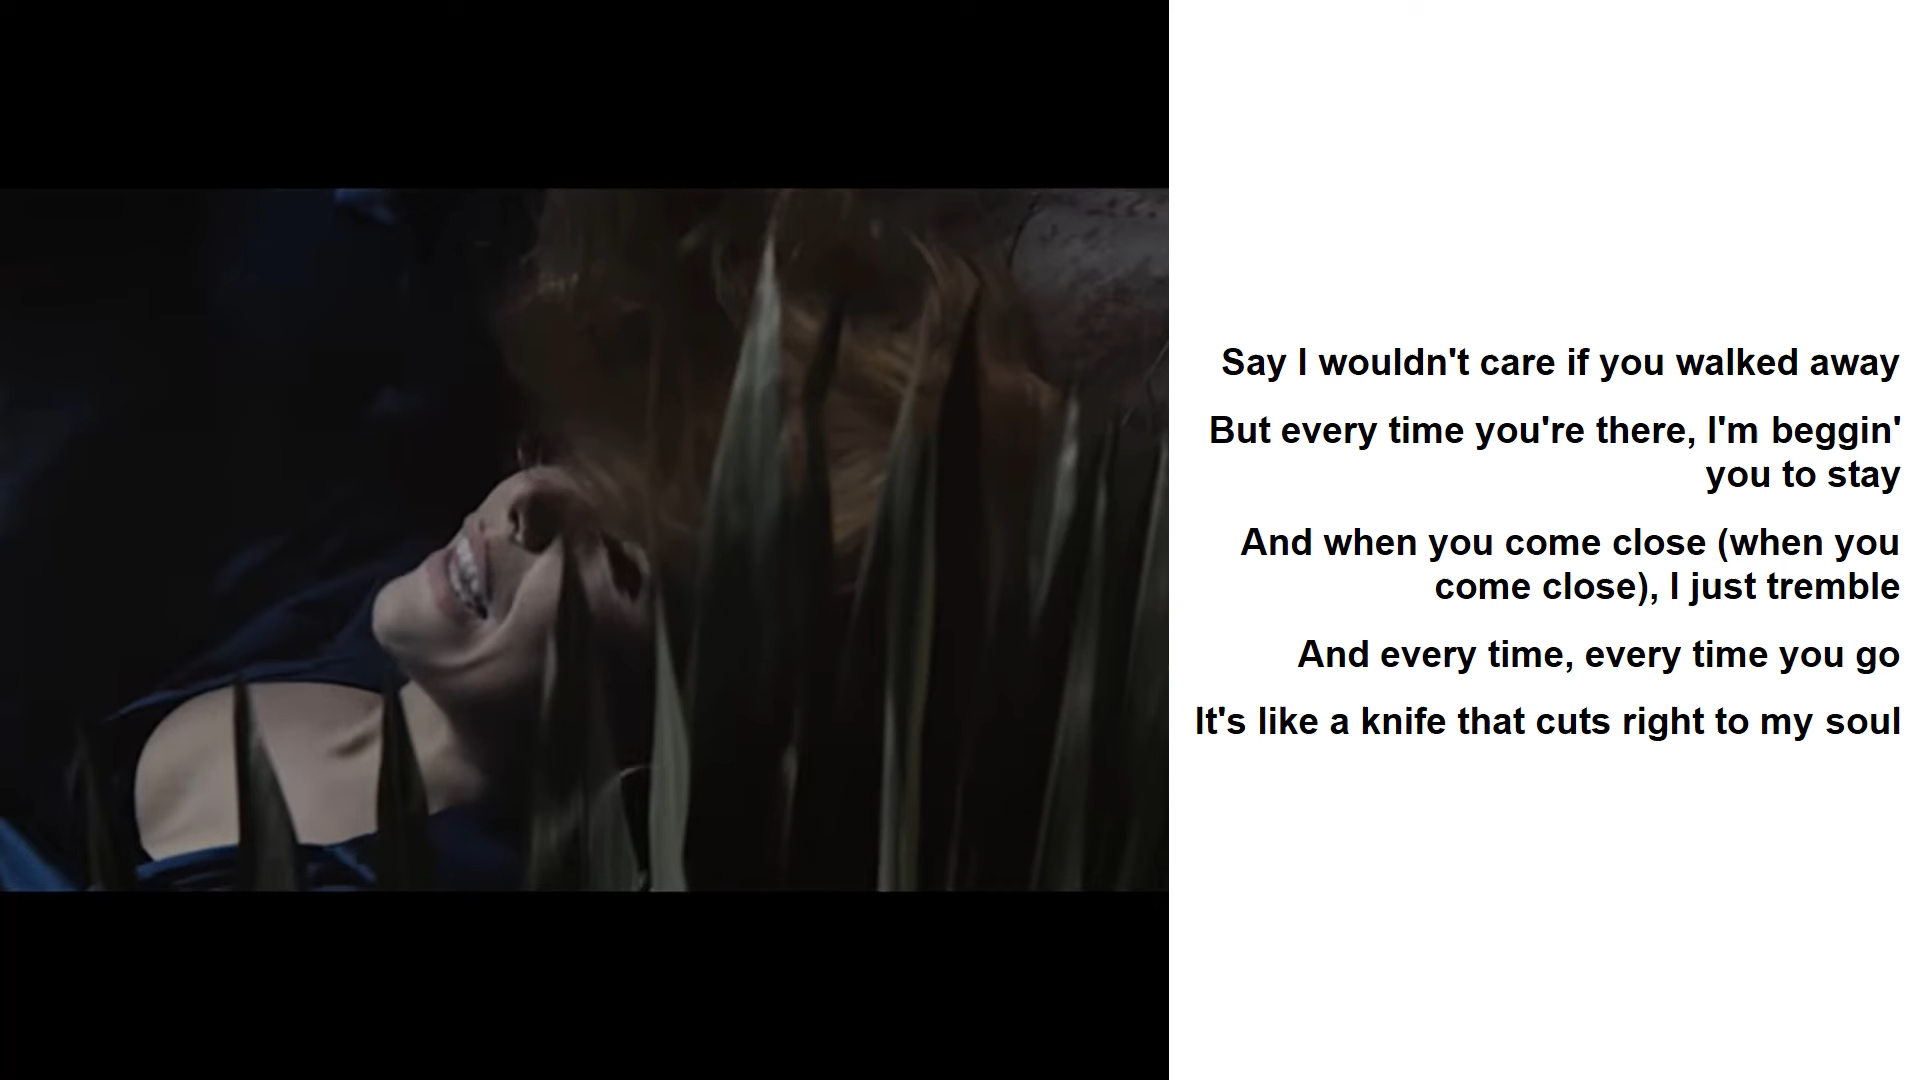 Say I wouldn't care if you walked away
But every time you're there, I'm beggin'
you to stay
And when you come close (when you
come close), I just tremble
And every time, every time you go
It's like a knife that cuts right to my soul